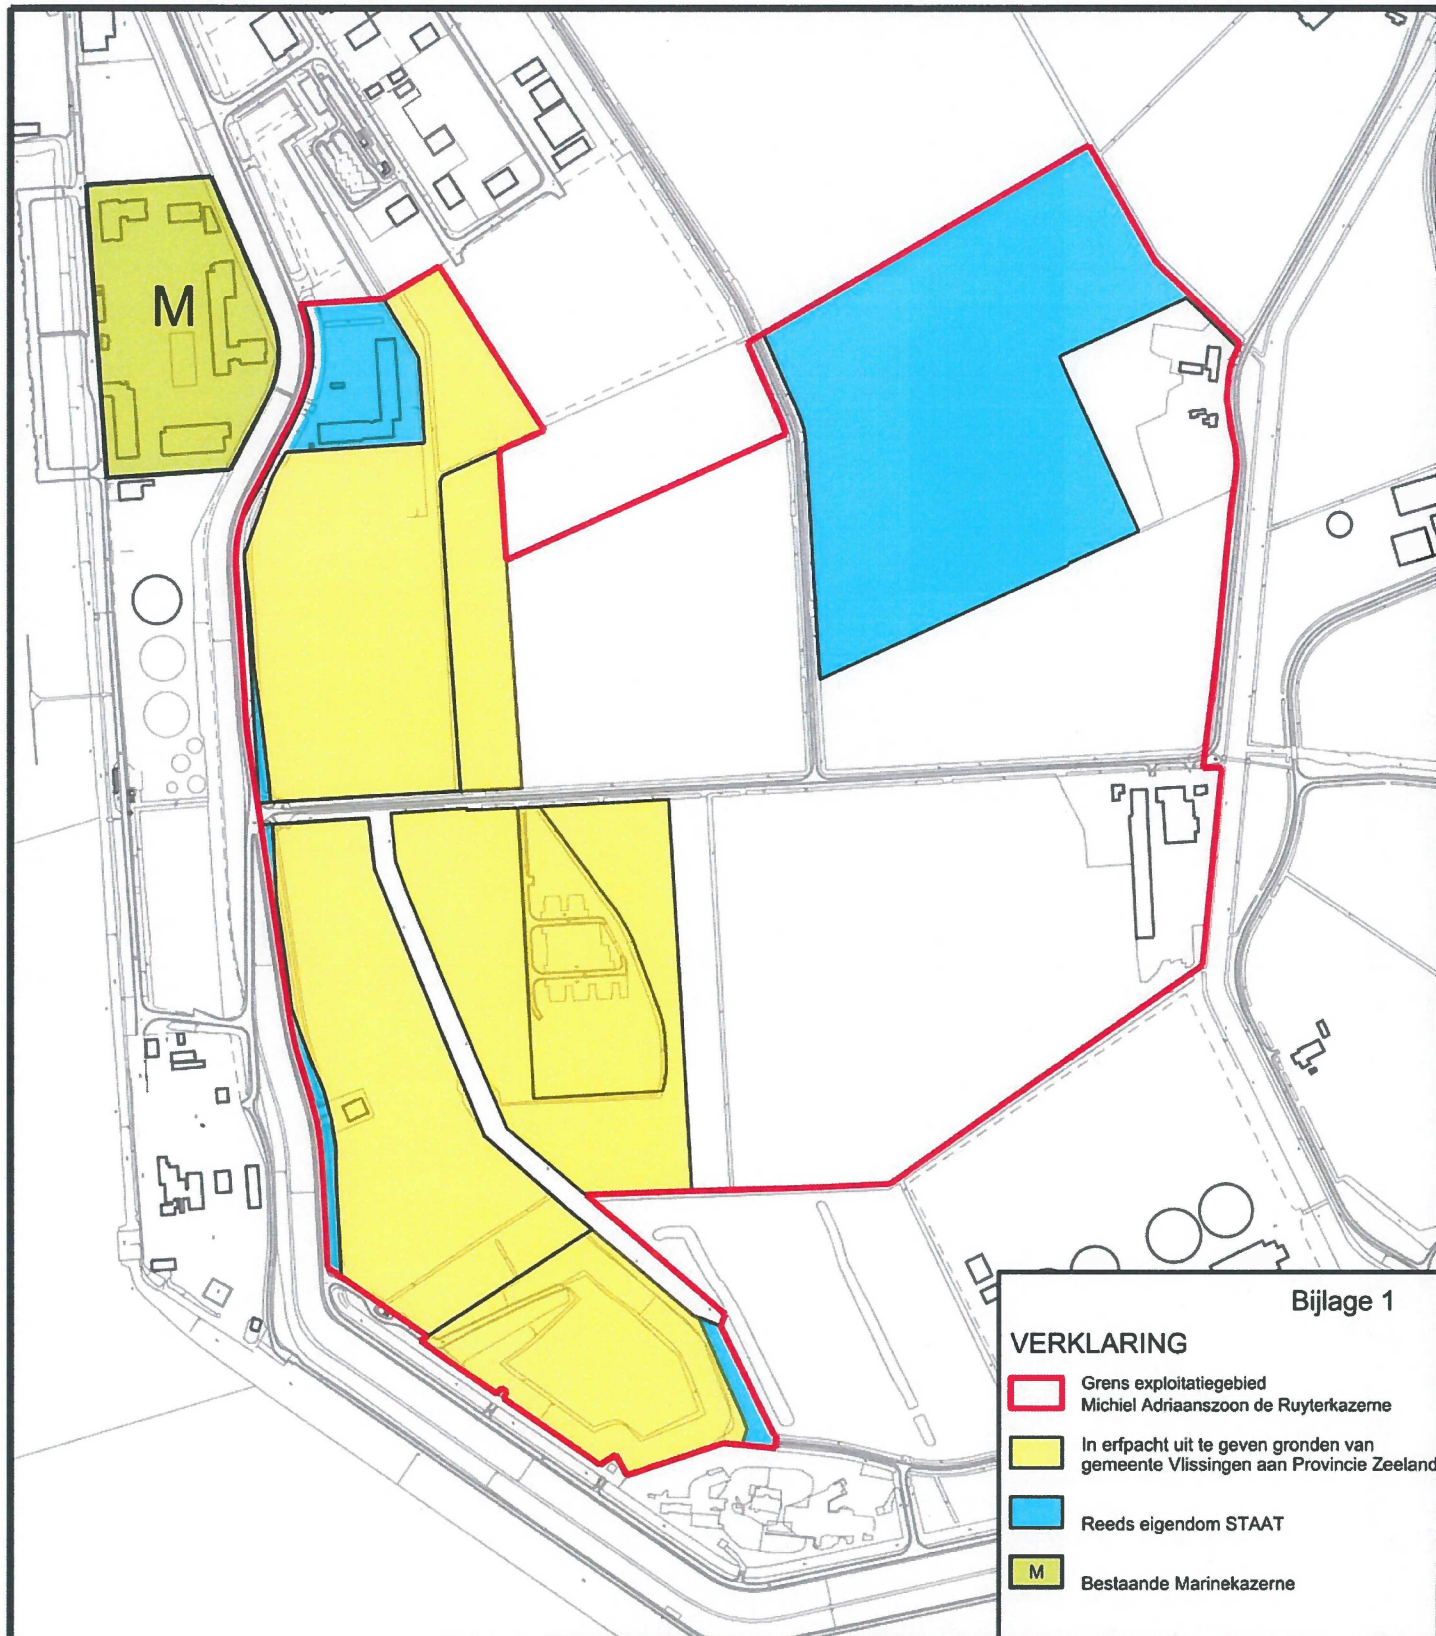 M
Bijlage 1
VERKLARING
Grens exploitatiegebied
Michiel Adriaanszoon de Ruyterkazerne
In erfpacht uit te geven gronden van
gemeente Vlissingen aan Provincie Zeeland
Reeds eigendom STAAT
M
Bestaande Marinekazerne